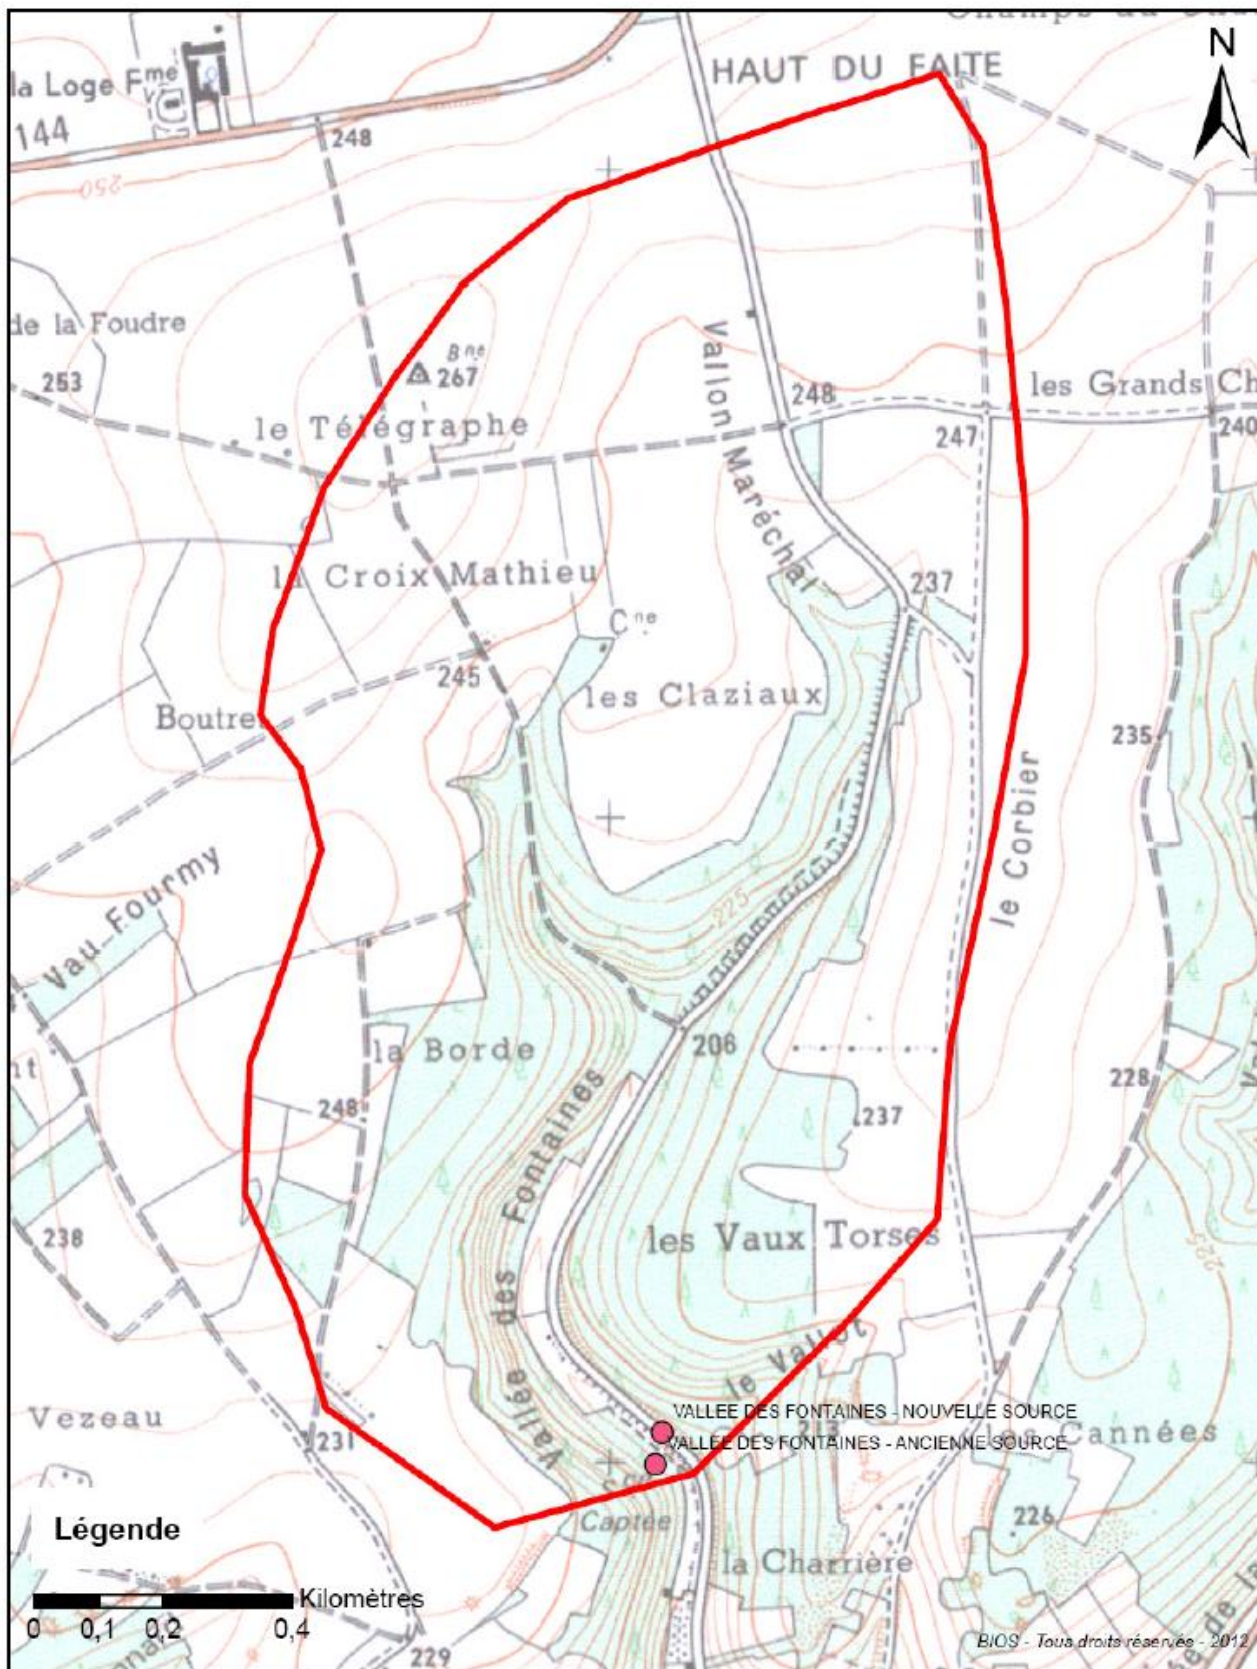 HAUT DU FAITE
N
la Loge Fme
144
248
250
de la Foudre
253
Bne
267
le Télégraphe
Vallon Maréchal
248
les Grands Ch
247
240
la Croix Mathieu
237
Cne
245
les Claziaux
Boutre
235
le Corbier
Vau Fourmy
225
206
la Borde
248
237
228
Vallée des Fontaines
238
les Vaux Torses
225
le Vallot
VALLEE DES FONTAINES - NOUVELLE SOURCE
213
VALLEE DES FONTAINES - ANCIENNE SOURCE
Cannées
Vezeau
231
Captée
226
la Charrière
Légende
Kilomètres
0 0,1 0,2 0,4
229
BIOS - Tous droits réservés - 2012